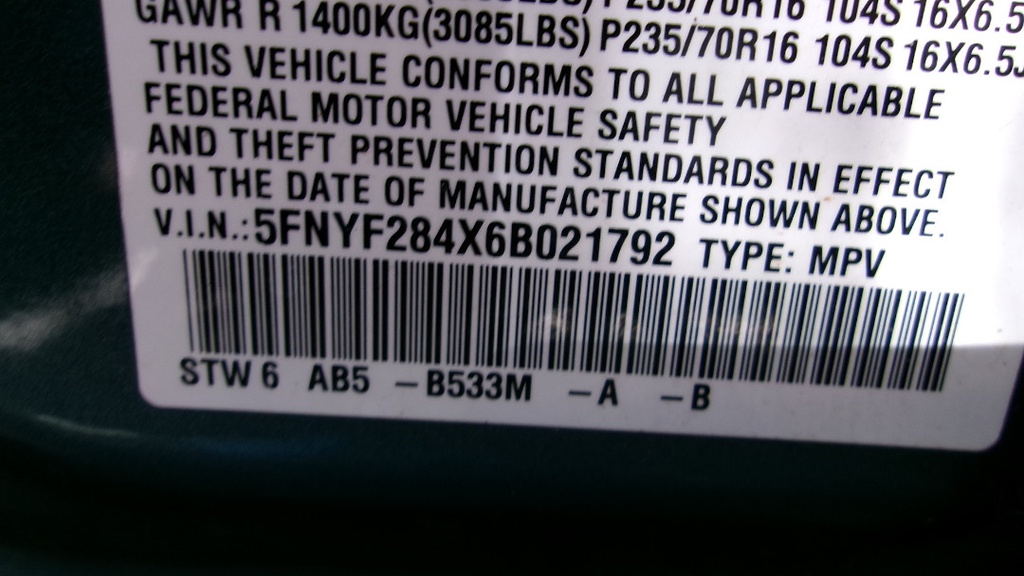 GAWR R 1400KG(3085LBS) P235/70R16 104S 16X6.5J
THIS VEHICLE CONFORMS TO ALL APPLICABLE
FEDERAL MOTOR VEHICLE SAFETY
AND THEFT PREVENTION STANDARDS IN EFFECT
ON THE DATE OF MANUFACTURE SHOWN ABOVE.
V.I.N.:5FNYF284X6B021792 TYPE: MPV
STW 6 AB5 –B533M –A –B